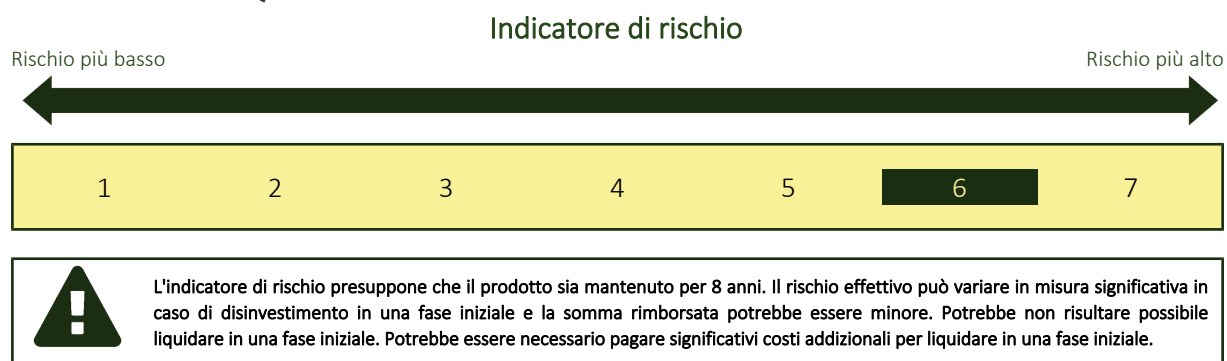 Indicatore di rischio
Rischio più basso
Rischio più alto
1 2 3 4 5 6 7
L'indicatore di rischio presuppone che il prodotto sia mantenuto per 8 anni. Il rischio effettivo può variare in misura significativa in
caso di disinvestimento in una fase iniziale e la somma rimborsata potrebbe essere minore. Potrebbe non risultare possibile
liquidare in una fase iniziale. Potrebbe essere necessario pagare significativi costi addizionali per liquidare in una fase iniziale.